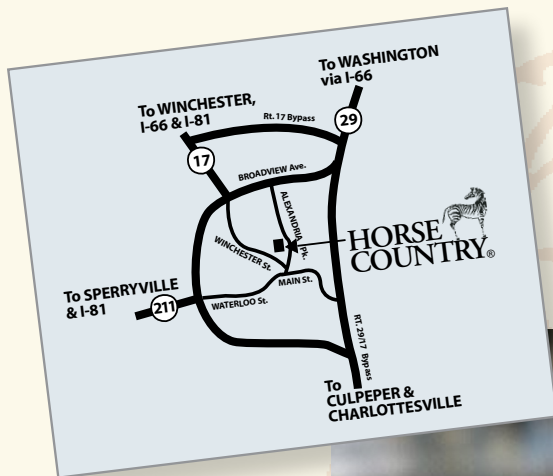 To WASHINGTON
via I-66
29
To WINCHESTER,
I-66 & I-81
Rt. 17 Bypass
17
BROADVIEW Ave.
ALEXANDRIA Pk.
WINCHESTER St.
HORSE
COUNTRY®
MAIN St.
To SPERRYVILLE
& I-81
211
WATERLOO St.
RT. 29/17 Bypass
To
CULPEPER &
CHARLOTTESVILLE